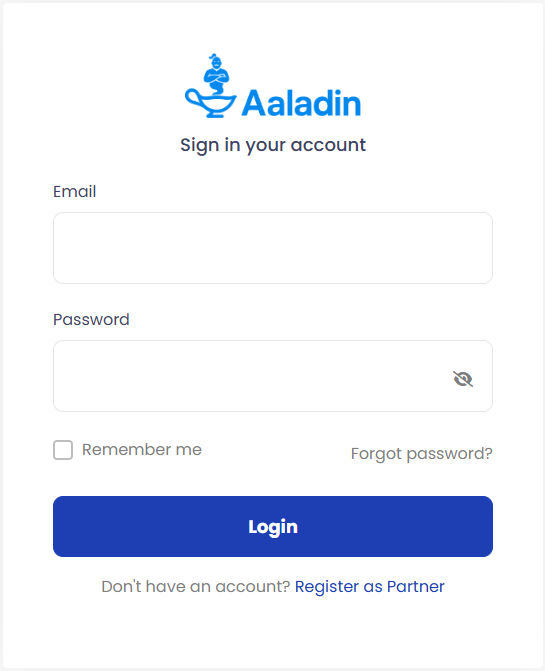 Aaladin
Sign in your account
Email
Password
Remember me
Forgot password?
Login
Don't have an account? Register as Partner